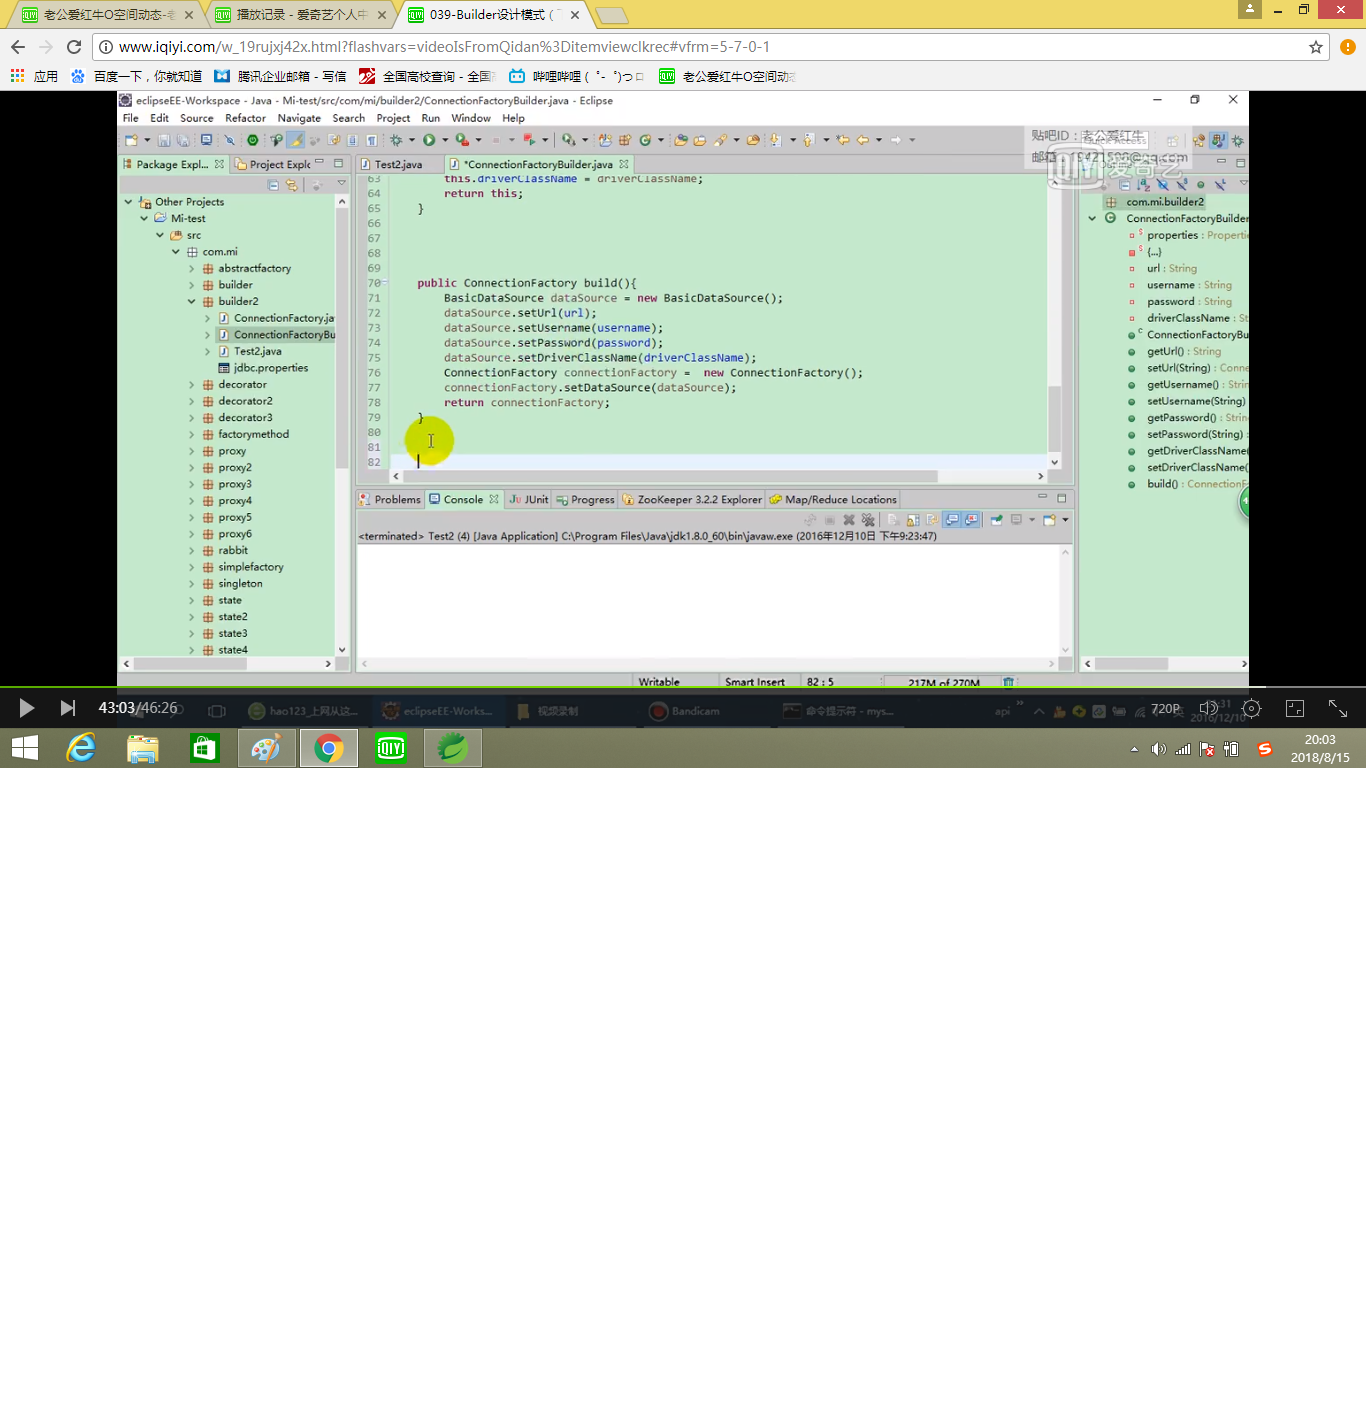 老公爱红牛O空间动态-老
播放记录 - 爱奇艺个人中
039-Builder设计模式 (
www.iqiyi.com/w_19rujxj42x.html?flashvars=videoIsFromQidan%3Ditemviewclkrec#vfrm=5-7-0-1
应用
百度一下，你就知道
腾讯企业邮箱 - 写信
全国高校查询 - 全国
哔哩哔哩 ( ゜- ゜)つロ
老公爱红牛O空间动态
eclipseEE-Workspace - Java - Mi-test/src/com/mi/builder2/ConnectionFactoryBuilder.java - Eclipse
File Edit Source Refactor Navigate Search Project Run Window Help
贴吧ID：老公爱红牛
Quick Access
爱奇艺
Package Expl...
Project Explo
Other Projects
Mi-test
src
com.mi
abstractfactory
builder
builder2
ConnectionFactory.ja
ConnectionFactoryBu
Test2.java
jdbc.properties
decorator
decorator2
decorator3
factorymethod
proxy
proxy2
proxy3
proxy4
proxy5
proxy6
rabbit
simplefactory
singleton
state
state2
state3
state4
Test2.java
*ConnectionFactoryBuilder.java
63 this.driverClassName = driverClassName;
64 return this;
65 }
66
67
68
69
70 public ConnectionFactory build(){
71 BasicDataSource dataSource = new BasicDataSource();
72 dataSource.setUrl(url);
73 dataSource.setUsername(username);
74 dataSource.setPassword(password);
75 dataSource.setDriverClassName(driverClassName);
76 ConnectionFactory connectionFactory = new ConnectionFactory();
77 connectionFactory.setDataSource(dataSource);
78 return connectionFactory;
79 }
80
81
82
com.mi.builder2
ConnectionFactoryBuilder
properties : Properti
{...}
url : String
username : String
password : String
driverClassName : St
ConnectionFactoryBu
getUrl() : String
setUrl(String) : Conne
getUsername() : Strin
setUsername(String)
getPassword() : Strin
setPassword(String) :
getDriverClassName(
setDriverClassName(
build() : ConnectionF
Problems
Console
JUnit
Progress
ZooKeeper 3.2.2 Explorer
Map/Reduce Locations
<terminated> Test2 (4) [Java Application] C:\Program Files\Java\jdk1.8.0_60\bin\javaw.exe (2016年12月10日 下午9:23:47)
Writable
Smart Insert
82 : 5
217M of 270M
43:03/46:26
hao123_上网从这...
eclipseEE-Works...
视频录制
Bandicam
命令提示符 - mys...
api
720P
2016/12/10
QIYI
20:03
2018/8/15